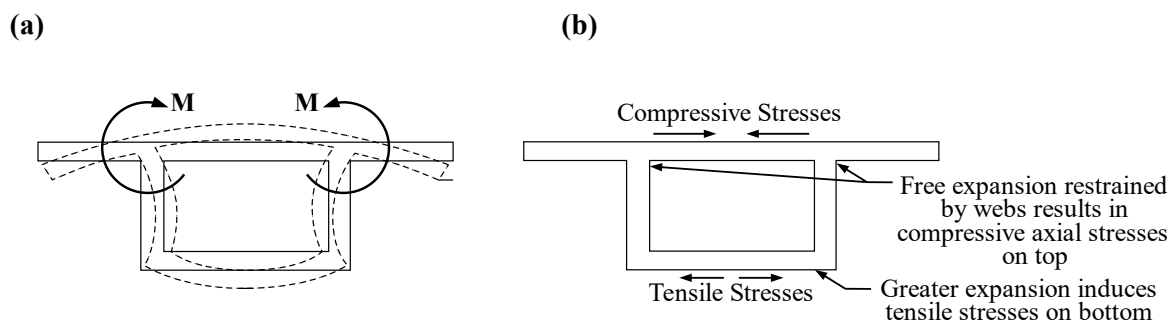 (a)
(b)
M
M
Compressive Stresses
Tensile Stresses
Free expansion restrained
by webs results in
compressive axial stresses
on top
Greater expansion induces
tensile stresses on bottom